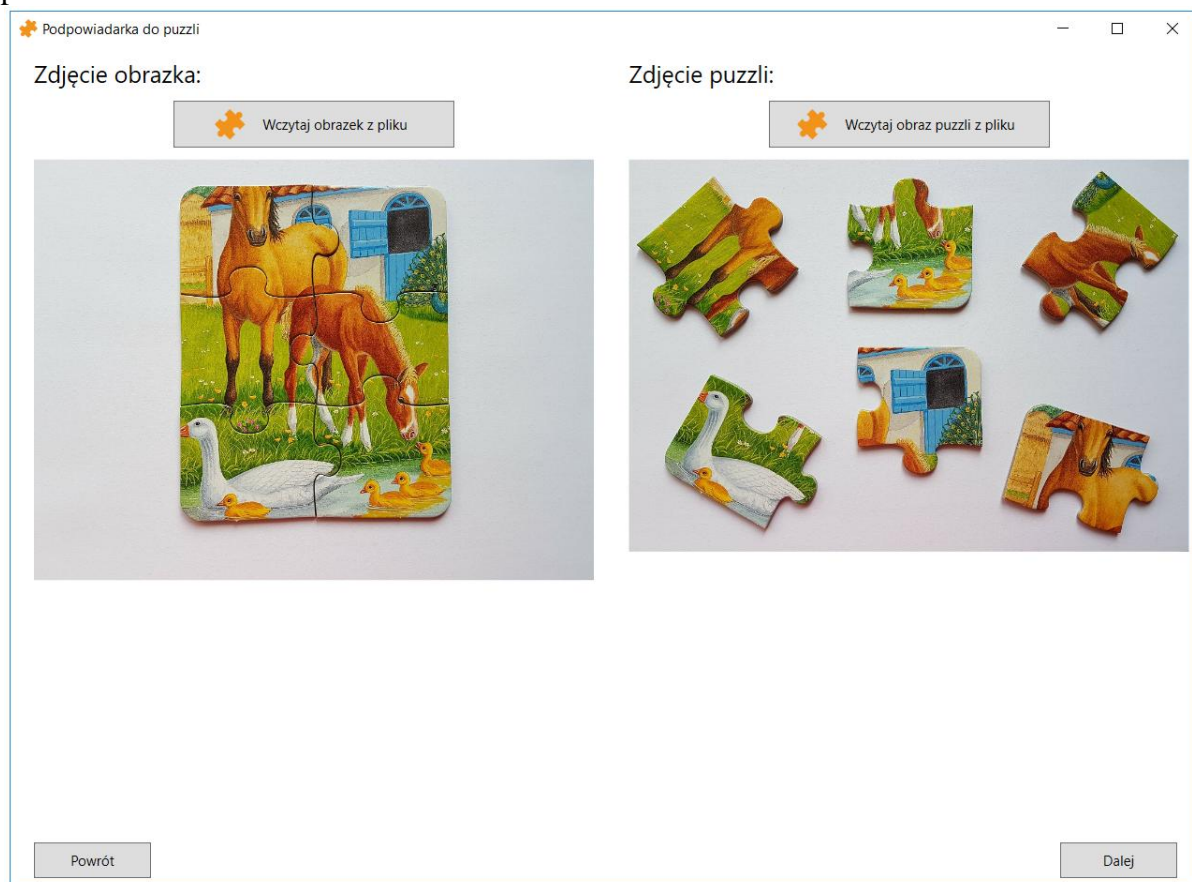 Podpowiadarka do puzzli
Zdjęcie obrazka:
Wczytaj obrazek z pliku
Zdjęcie puzzli:
Wczytaj obraz puzzli z pliku
Powrót
Dalej